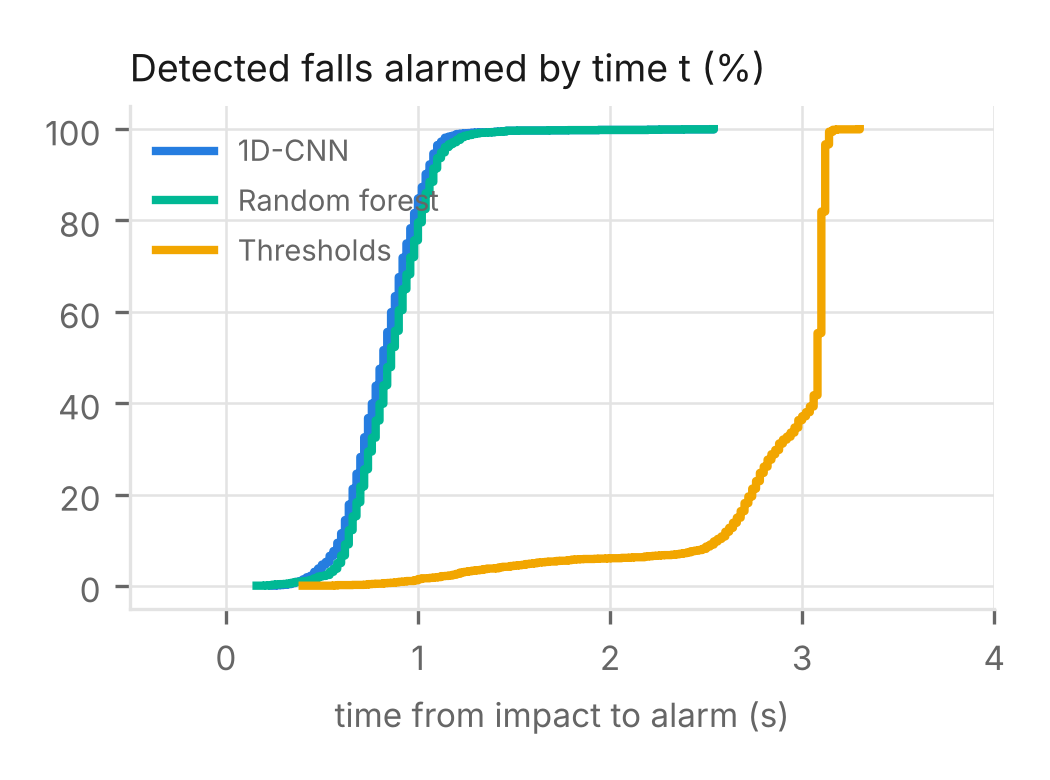 Detected falls alarmed by time t (%)
100
80
60
40
20
0
1D-CNN
Random forest
Thresholds
0 1 2 3 4
time from impact to alarm (s)